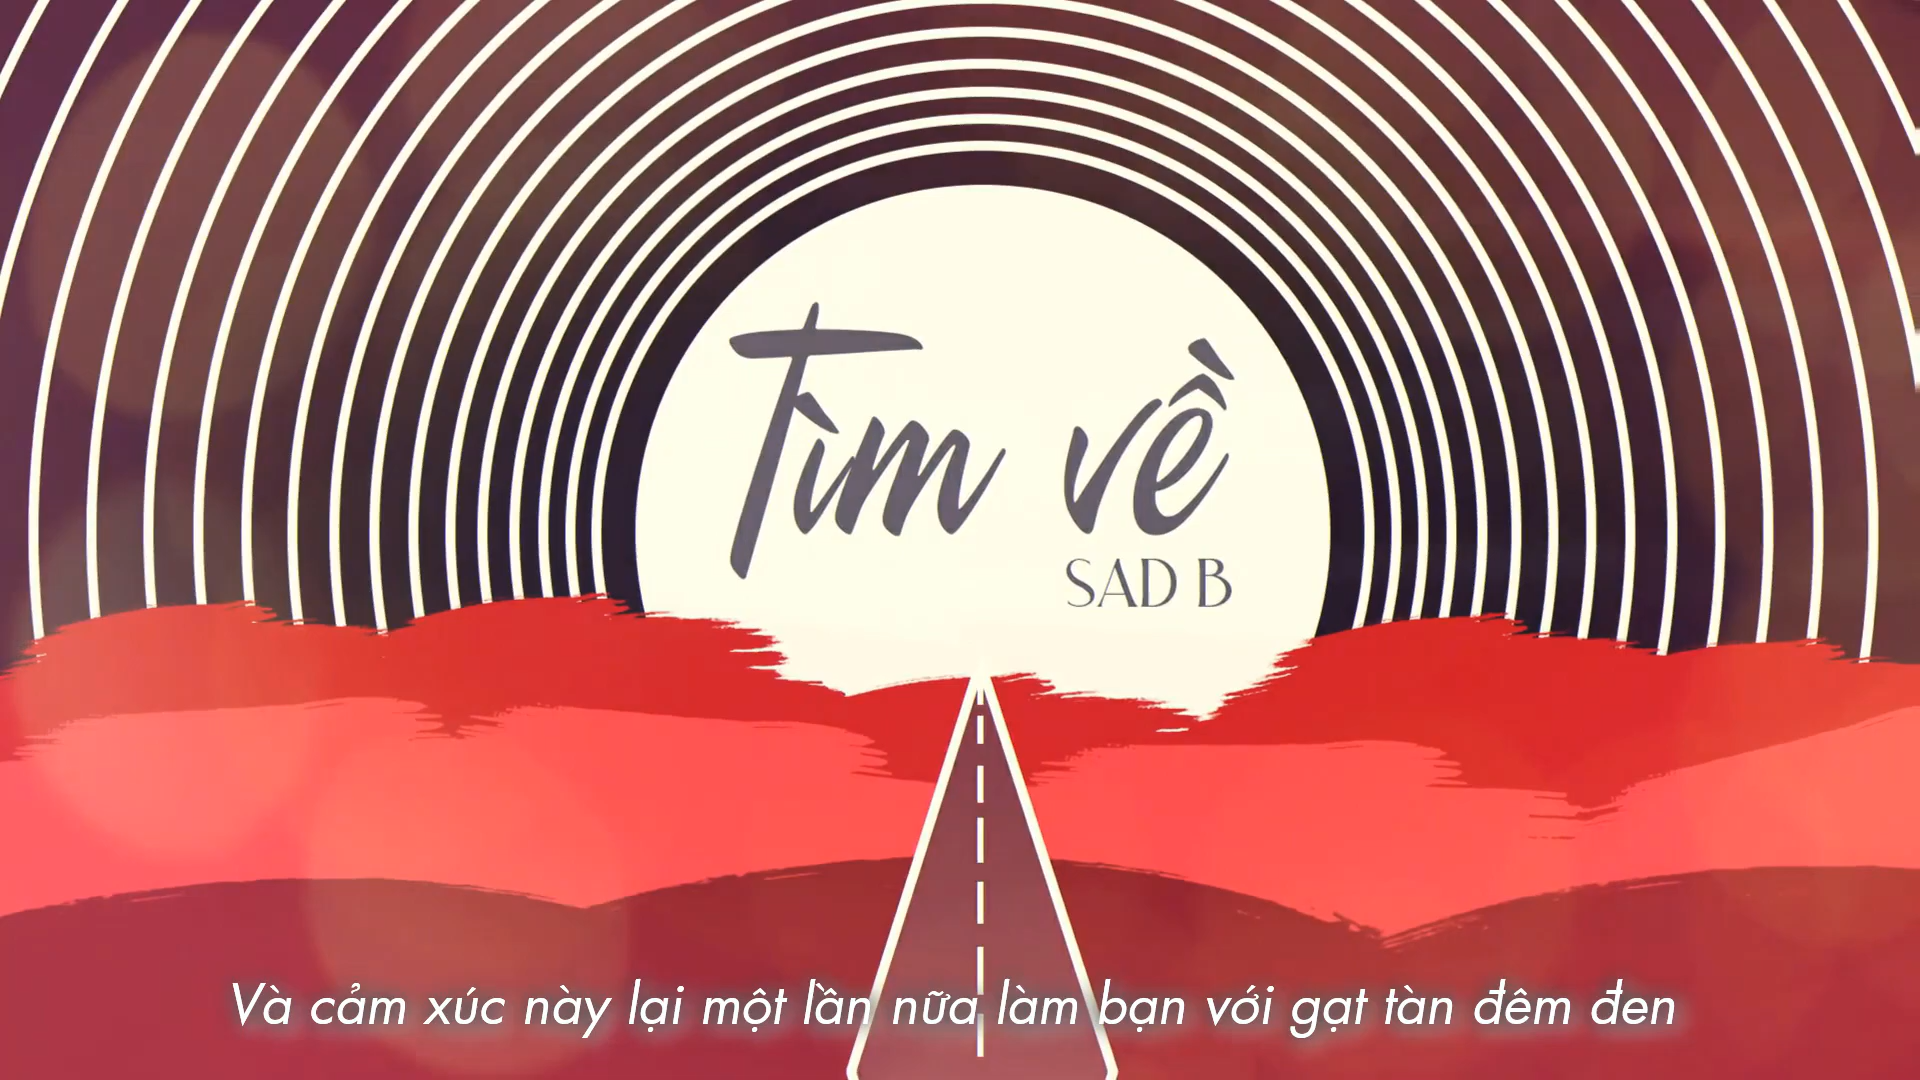 Tìm về
SAD B
Và cảm xúc này lại một lần nữa làm bạn với gạt tàn đêm đen